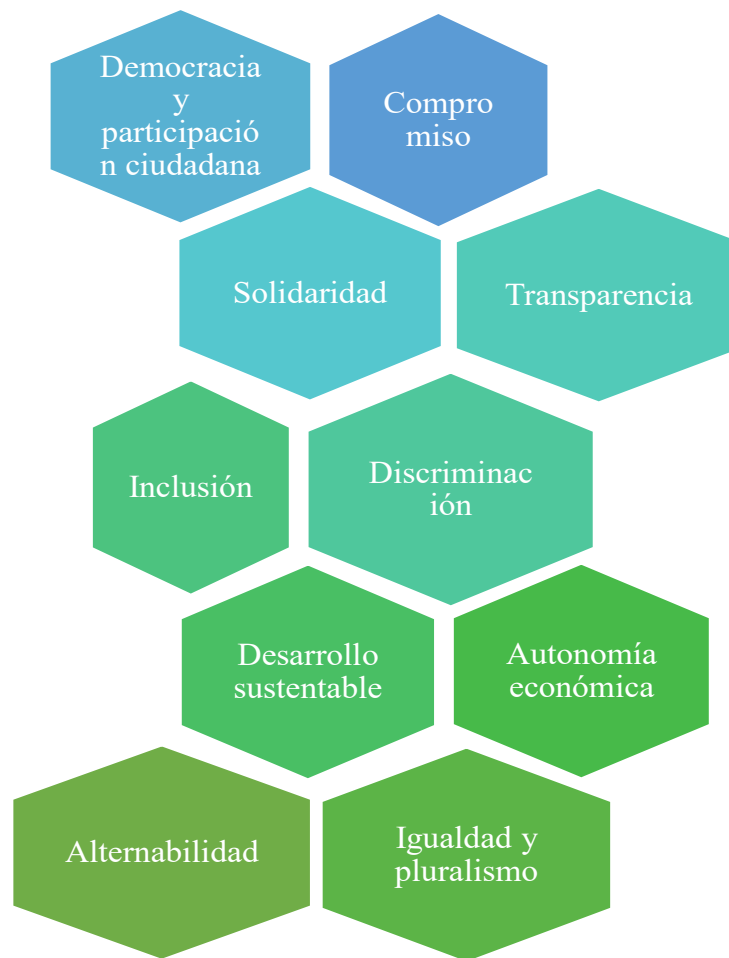 Democracia
y
participació
n ciudadana
Compro
miso
Solidaridad
Transparencia
Inclusión
Discriminac
ión
Desarrollo
sustentable
Autonomía
económica
Alternabilidad
Igualdad y
pluralismo